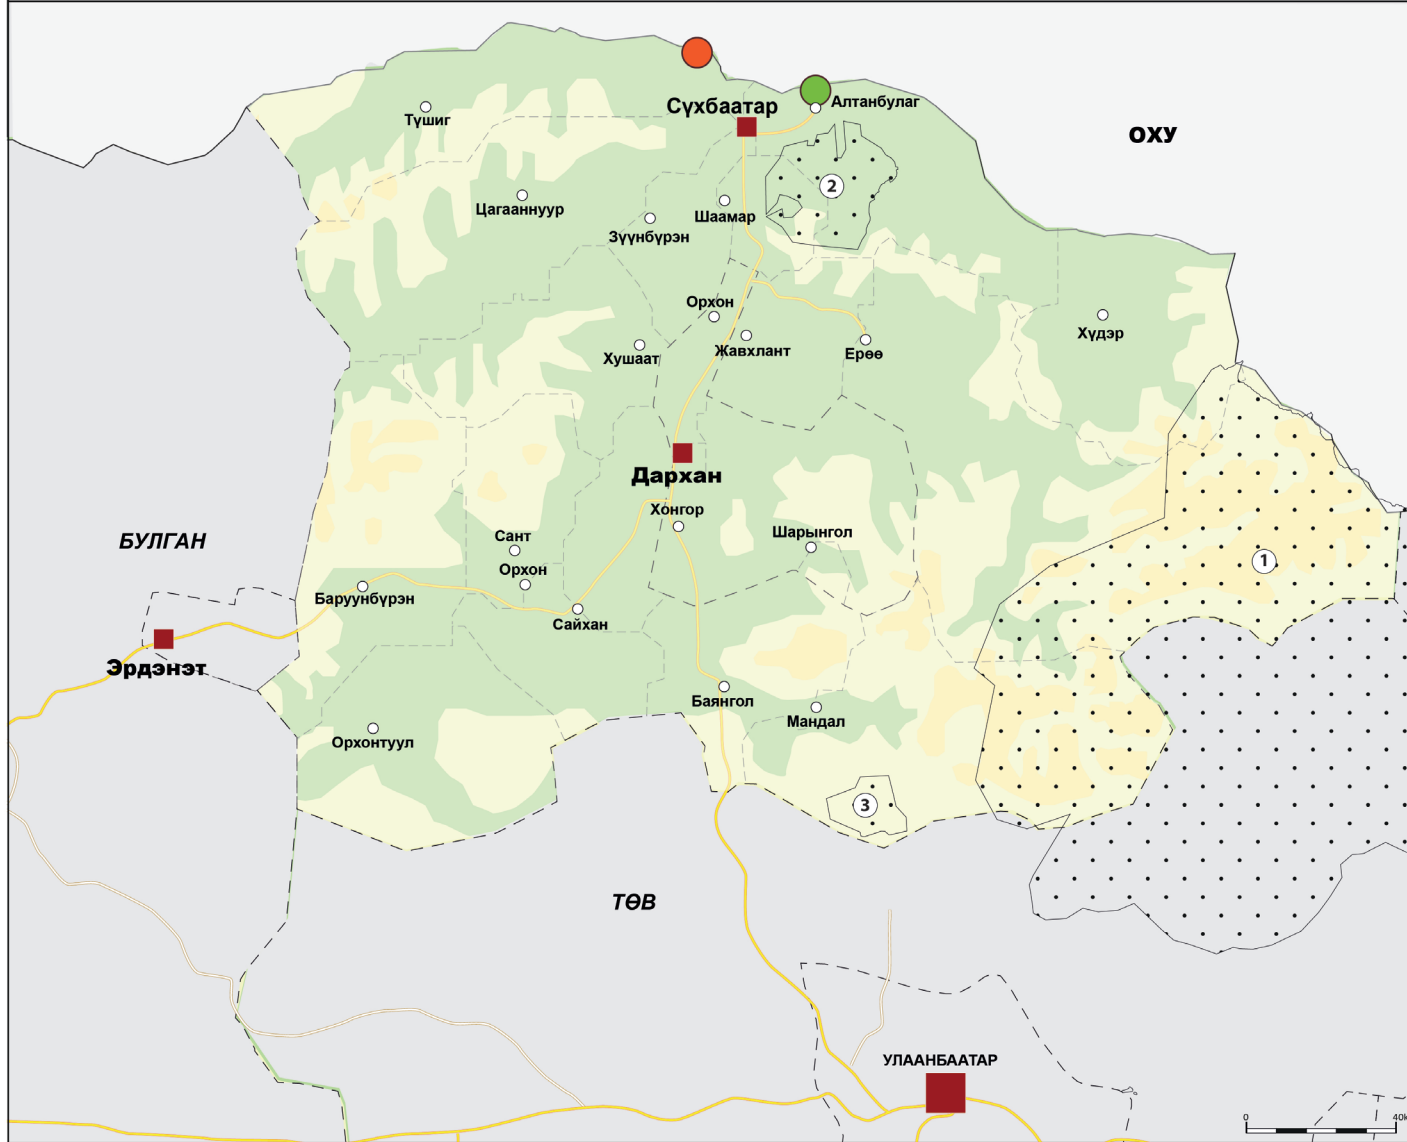 Сүхбаатар
Алтанбулаг
Түшиг
ОХУ
2
Цагааннуур
Шаамар
Зүүнбүрэн
Орхон
Хүдэр
Хушаат
Жавхлант
Ерөө
Дархан
Хонгор
Шарынгол
Сант
БУЛГАН
1
Орхон
Баруунбүрэн
Сайхан
Эрдэнэт
Баянгол
Мандал
Орхонтуул
3
ТӨВ
УЛААНБААТАР
0 40k